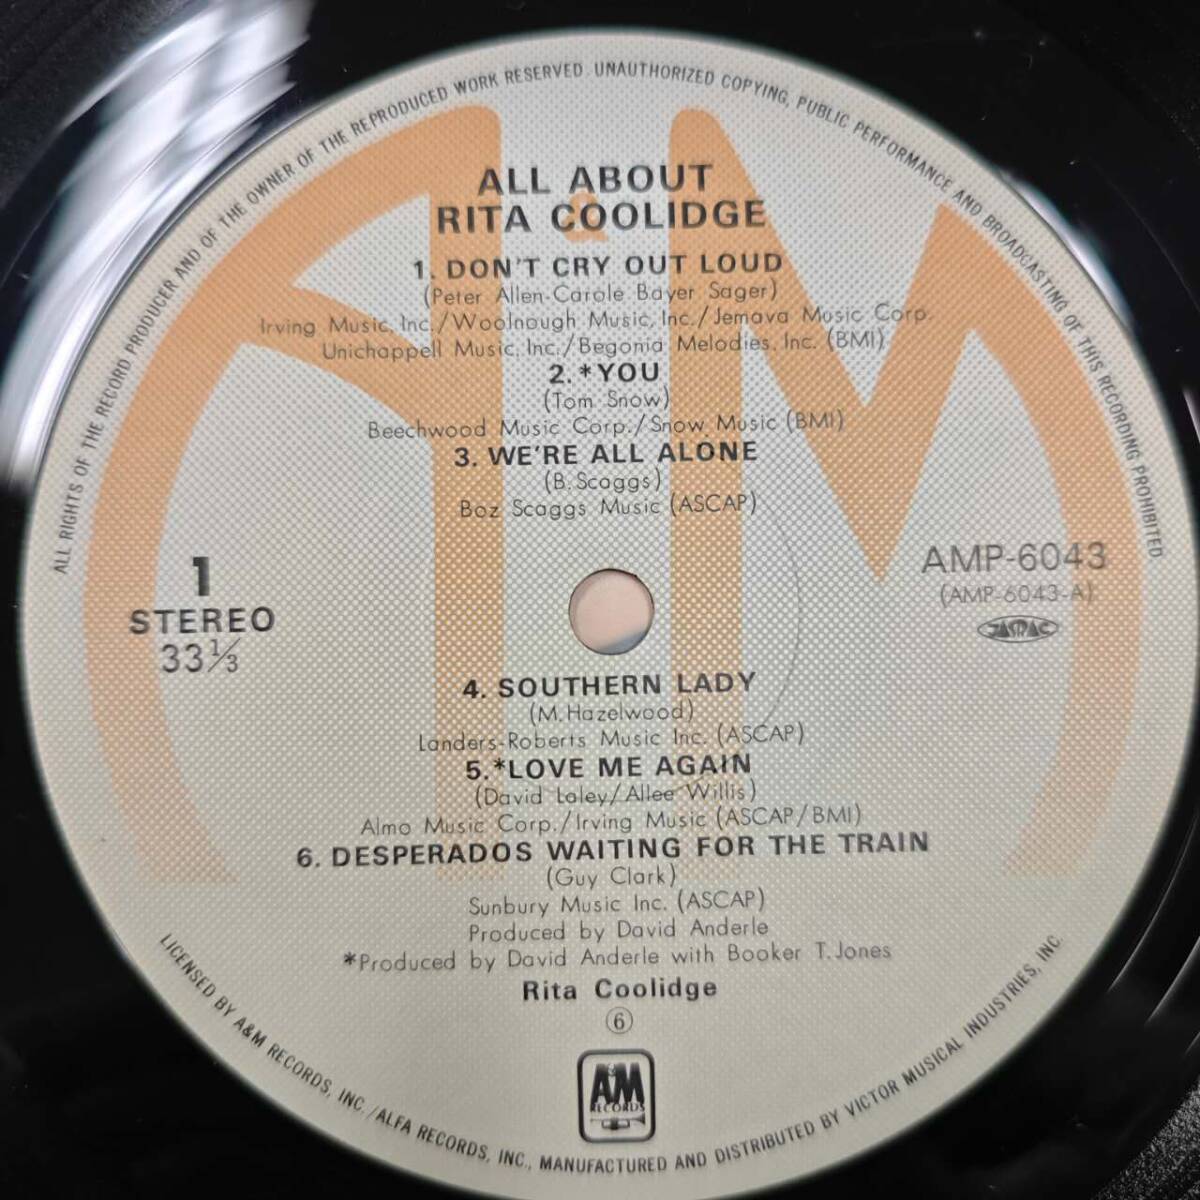 ALL RIGHTS OF THE RECORD PRODUCER AND OF THE OWNER OF THE REPRODUCED WORK RESERVED. UNAUTHORIZED COPYING, PUBLIC PERFORMANCE AND BROADCASTING OF THIS RECORDING PROHIBITED
ALL ABOUT
&
RITA COOLIDGE
1. DON'T CRY OUT LOUD
(Peter Allen-Carole Bayer Sager)
Irving Music, Inc./Woolnough Music, Inc./Jemava Music Corp.
Unichappell Music, Inc./Begonia Melodies, Inc. (BMI)
2. *YOU
(Tom Snow)
Beechwood Music Corp./Snow Music (BMI)
3. WE'RE ALL ALONE
(B. Scaggs)
Boz Scaggs Music (ASCAP)
1
STEREO
33 1/3
AMP-6043
(AMP-6043-A)
JASRAC
4. SOUTHERN LADY
(M. Hazelwood)
Landers-Roberts Music Inc. (ASCAP)
5. *LOVE ME AGAIN
(David Laley/Allee Willis)
Almo Music Corp./Irving Music (ASCAP/BMI)
6. DESPERADOS WAITING FOR THE TRAIN
(Guy Clark)
Sunbury Music Inc. (ASCAP)
Produced by David Anderle
*Produced by David Anderle with Booker T. Jones
Rita Coolidge
⑥
A&M
RECORDS
LICENSED BY A&M RECORDS, INC./ALFA RECORDS, INC., MANUFACTURED AND DISTRIBUTED BY VICTOR MUSICAL INDUSTRIES, INC.